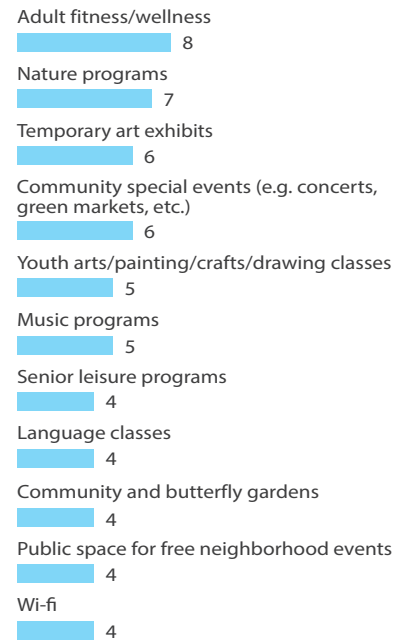 Adult fitness/wellness
8
Nature programs
7
Temporary art exhibits
6
Community special events (e.g. concerts,
green markets, etc.)
6
Youth arts/painting/crafts/drawing classes
5
Music programs
5
Senior leisure programs
4
Language classes
4
Community and butterfly gardens
4
Public space for free neighborhood events
4
Wi-fi
4